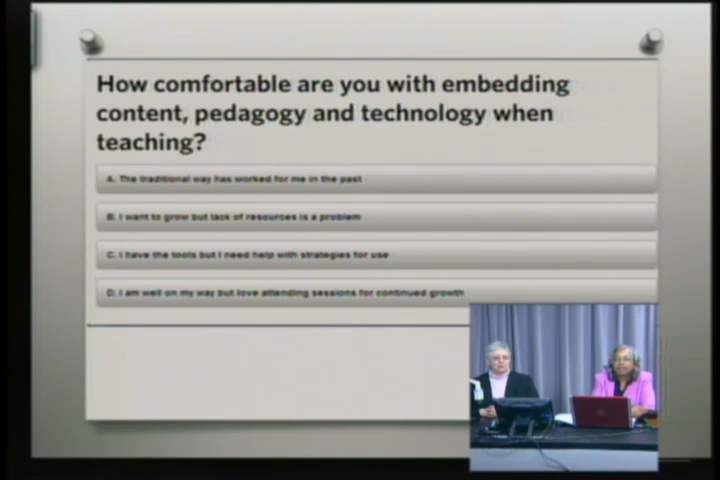 How comfortable are you with embedding
content, pedagogy and technology when
teaching?
A. The traditional way has worked for me in the past
B. I want to grow but lack of resources is a problem
C. I have the tools but I need help with strategies for use
D. I am well on my way but love attending sessions for continued growth